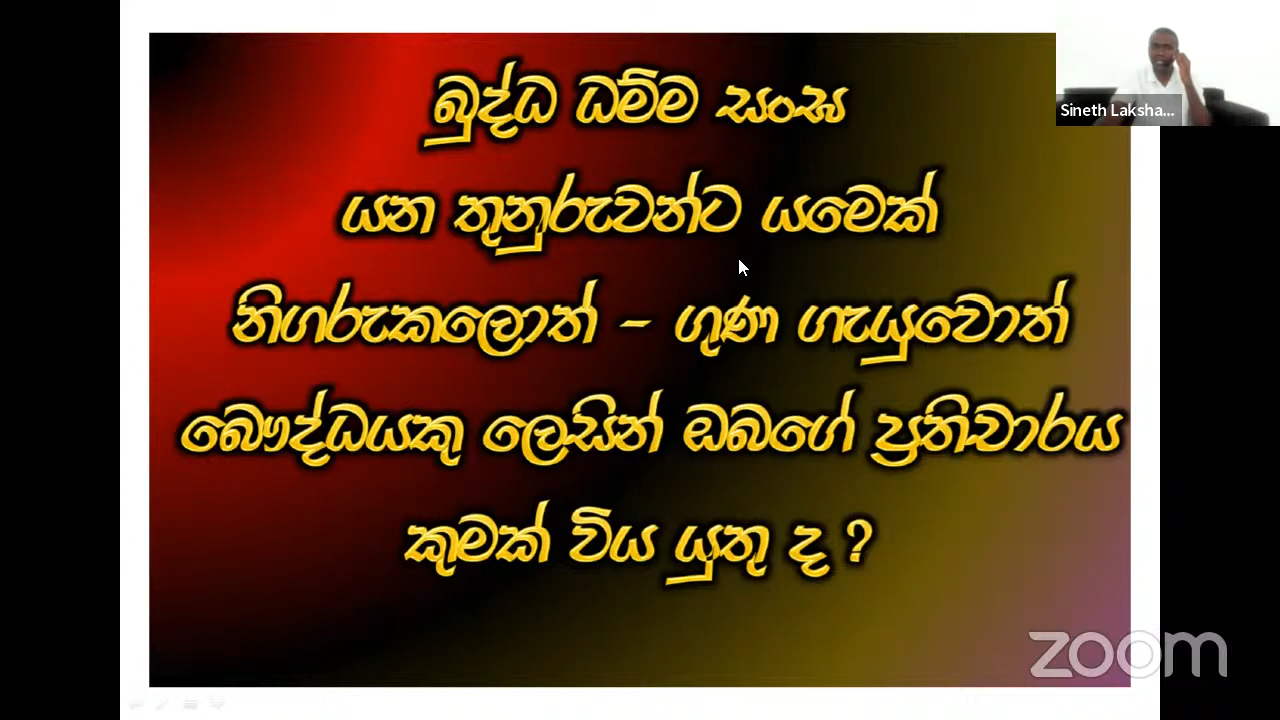 බුද්ධ ධම්ම සංඝ
යන තුනුරුවන්ට යමෙක්
නිගරුකලොත් - ගුණ ගැයුවොත්
බෞද්ධයකු ලෙසින් ඔබගේ ප්‍රතිචාරය
කුමක් විය යුතු ද ?
Sineth Laksha...
zoom